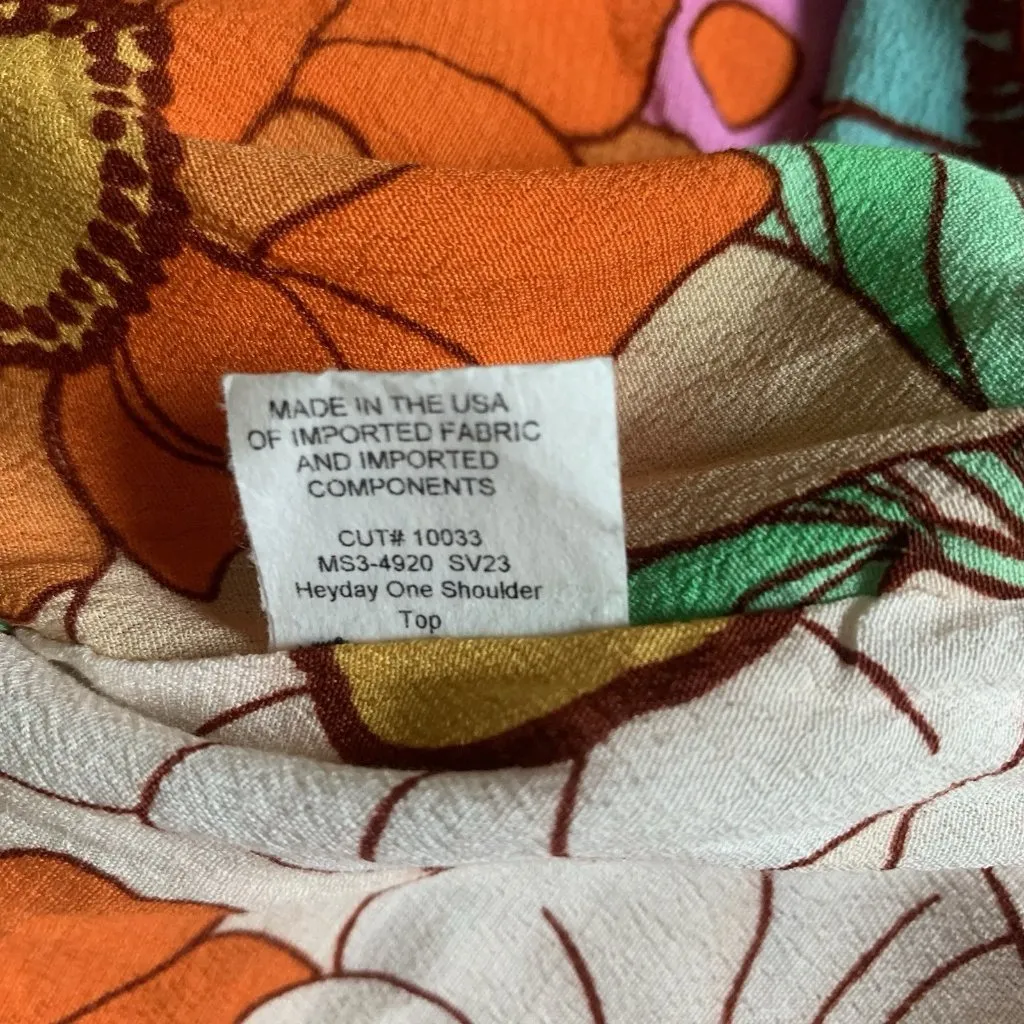 MADE IN THE USA
OF IMPORTED FABRIC
AND IMPORTED
COMPONENTS
CUT# 10033
MS3-4920 SV23
Heyday One Shoulder
Top